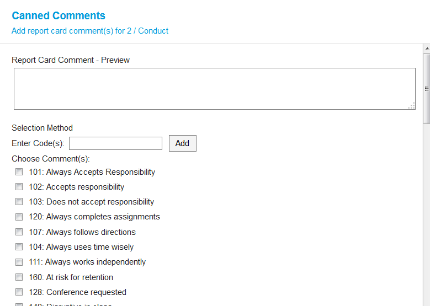 Canned Comments
Add report card comment(s) for 2 / Conduct
Report Card Comment - Preview
Selection Method
Enter Code(s): Add
Choose Comment(s):
101: Always Accepts Responsibility
102: Accepts responsibility
103: Does not accept responsibility
120: Always completes assignments
107: Always follows directions
104: Always uses time wisely
111: Always works independently
160: At risk for retention
128: Conference requested